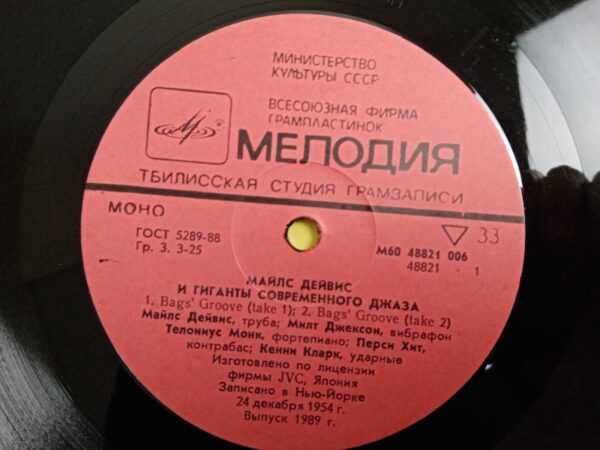 МИНИСТЕРСТВО
КУЛЬТУРЫ СССР
ВСЕСОЮЗНАЯ ФИРМА
ГРАМПЛАСТИНОК
МЕЛОДИЯ
ТБИЛИССКАЯ СТУДИЯ ГРАМЗАПИСИ
МОНО
33
ГОСТ 5289-88
М60 48821 006
Гр. 3. 3-25
48821 1
МАЙЛС ДЕЙВИС
И ГИГАНТЫ СОВРЕМЕННОГО ДЖАЗА
1. Bags' Groove (take 1); 2. Bags' Groove (take 2)
Майлс Дейвис, труба; Милт Джексон, вибрафон
Телониус Монк, фортепиано; Перси Хит,
контрабас; Кенни Кларк, ударные
Изготовлено по лицензии
фирмы JVC, Япония
Записано в Нью-Йорке
24 декабря 1954 г.
Выпуск 1989 г.